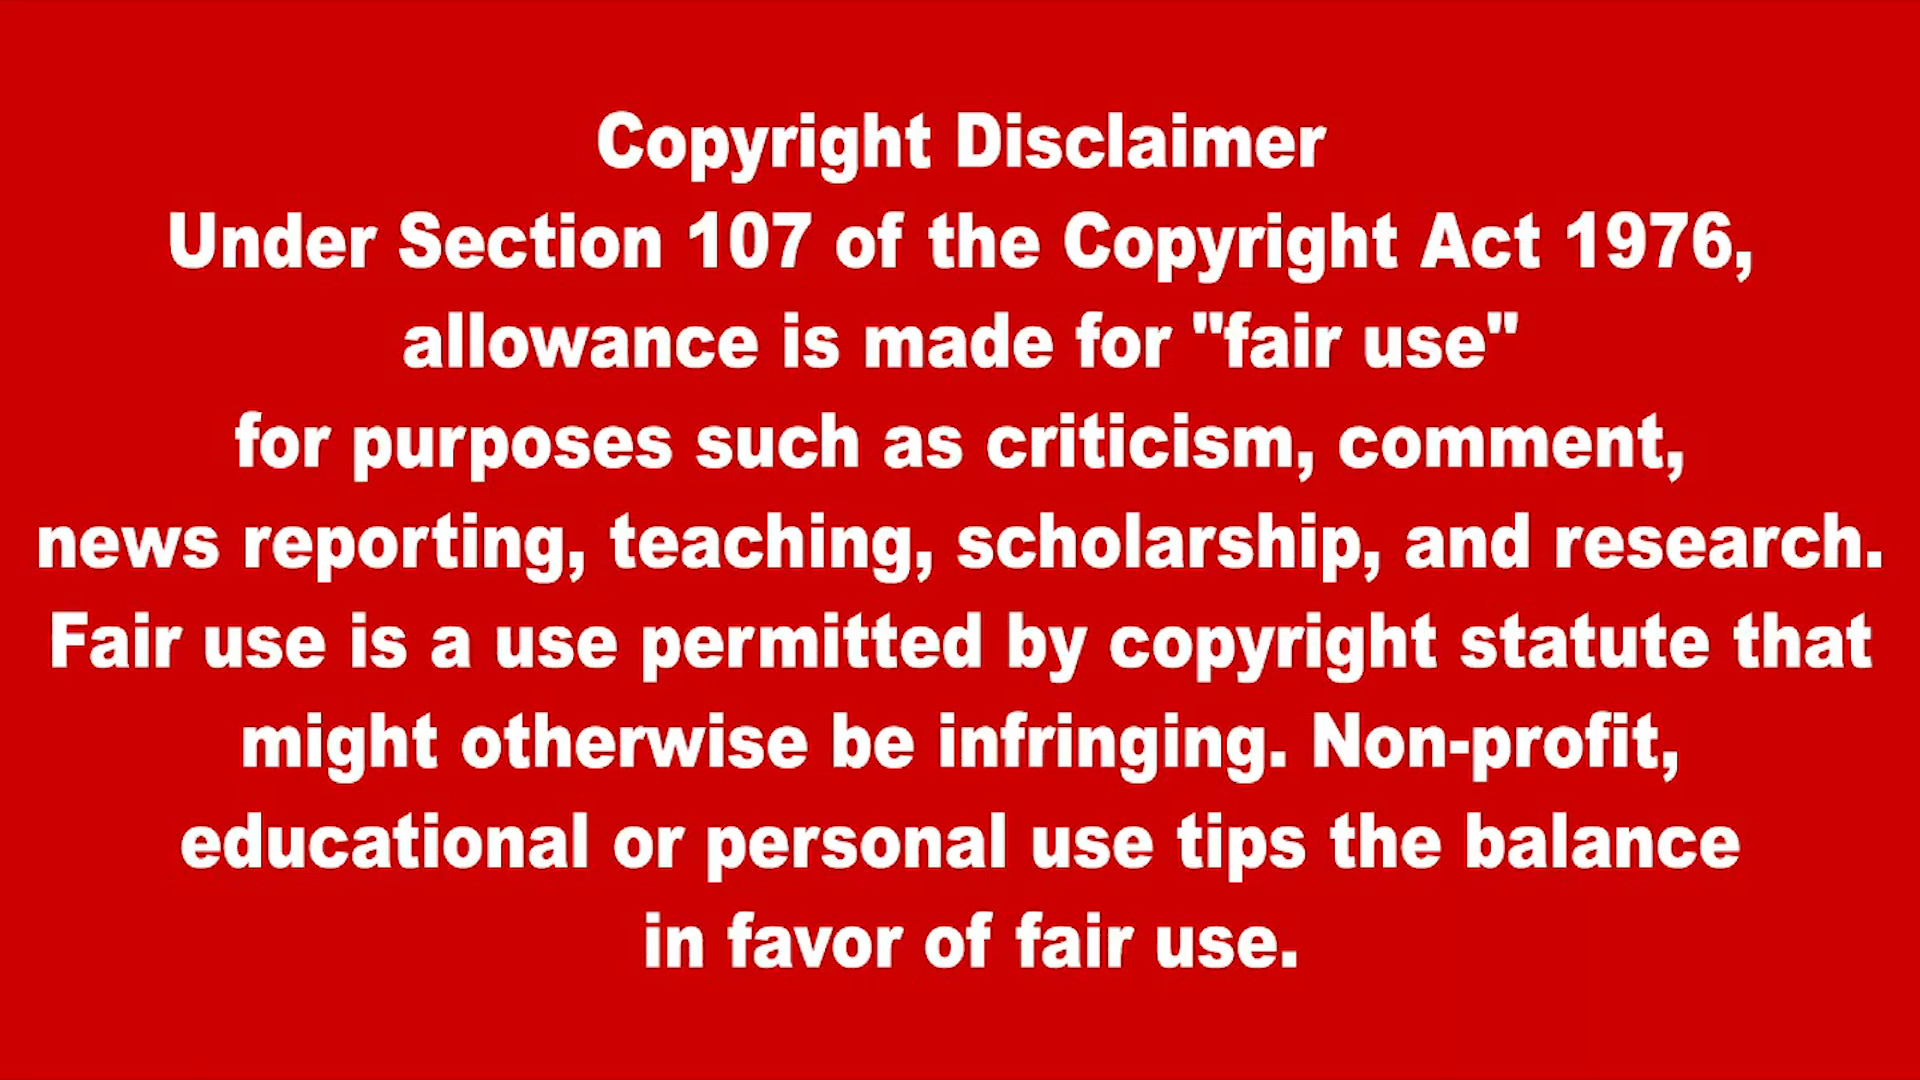 Copyright Disclaimer
Under Section 107 of the Copyright Act 1976,
allowance is made for "fair use"
for purposes such as criticism, comment,
news reporting, teaching, scholarship, and research.
Fair use is a use permitted by copyright statute that
might otherwise be infringing. Non-profit,
educational or personal use tips the balance
in favor of fair use.